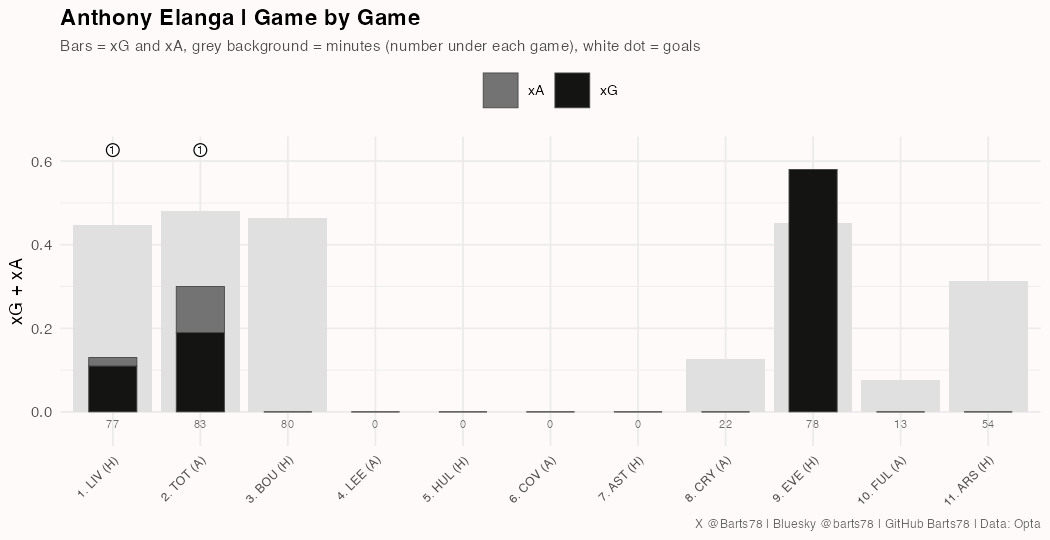 Anthony Elanga | Game by Game
Bars = xG and xA, grey background = minutes (number under each game), white dot = goals
xA xG
1 1
0.6
0.4
0.2
0.0
xG + xA
77 83 80 0 0 0 0 22 78 13 54
1. LIV (H) 2. TOT (A) 3. BOU (H) 4. LEE (A) 5. HUL (H) 6. COV (A) 7. AST (H) 8. CRY (A) 9. EVE (H) 10. FUL (A) 11. ARS (H)
X @Barts78 | Bluesky @barts78 | GitHub Barts78 | Data: Opta